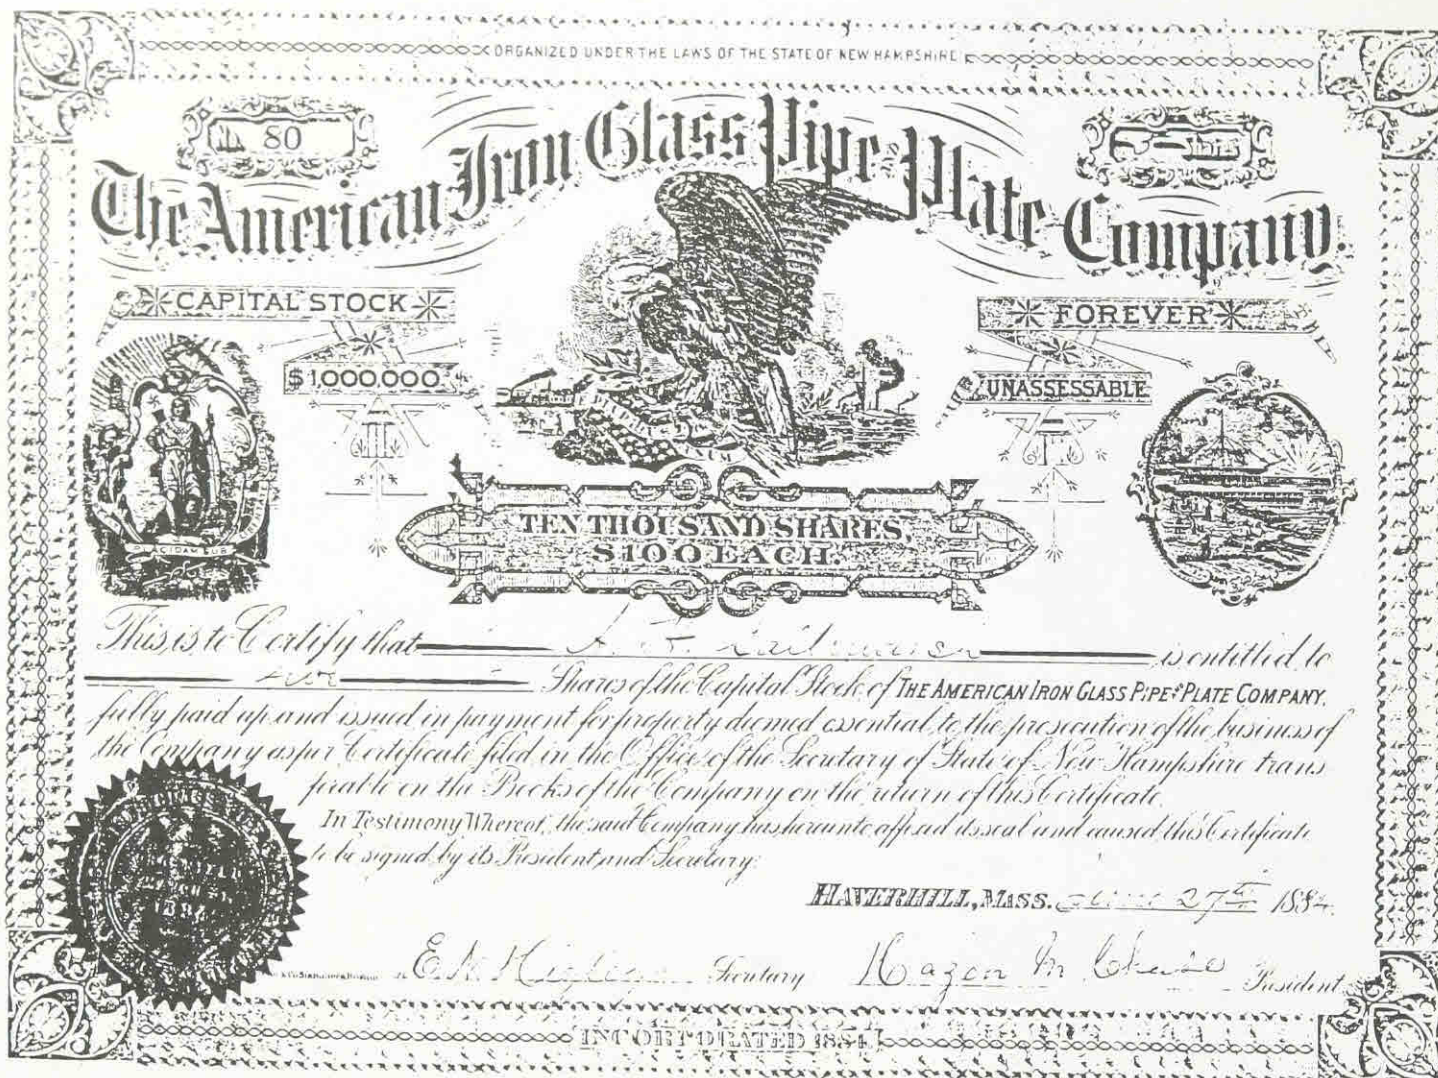 ORGANIZED UNDER THE LAWS OF THE STATE OF NEW HAMPSHIRE
80
Shares
The American Iron Glass Pipe & Plate Company.
CAPITAL STOCK
FOREVER
$1,000,000
UNASSESSABLE
PLACIDAM SUB
TEN THOUSAND SHARES,
$100 EACH.
This is to Certify that is entitled to
Shares of the Capital Stock of THE AMERICAN IRON GLASS PIPE & PLATE COMPANY,
fully paid up and issued in payment for property deemed essential to the prosecution of the business of
the Company as per Certificate filed in the Office of the Secretary of State of New Hampshire trans
ferable on the Books of the Company on the return of this Certificate.
In Testimony Whereof, the said Company has hereunto affixed its seal and caused this Certificate
to be signed by its President and Secretary.
HAVERHILL, MASS. June 27th 1884
E. M. Secretary Hazen M Chase President
INCORPORATED 1884